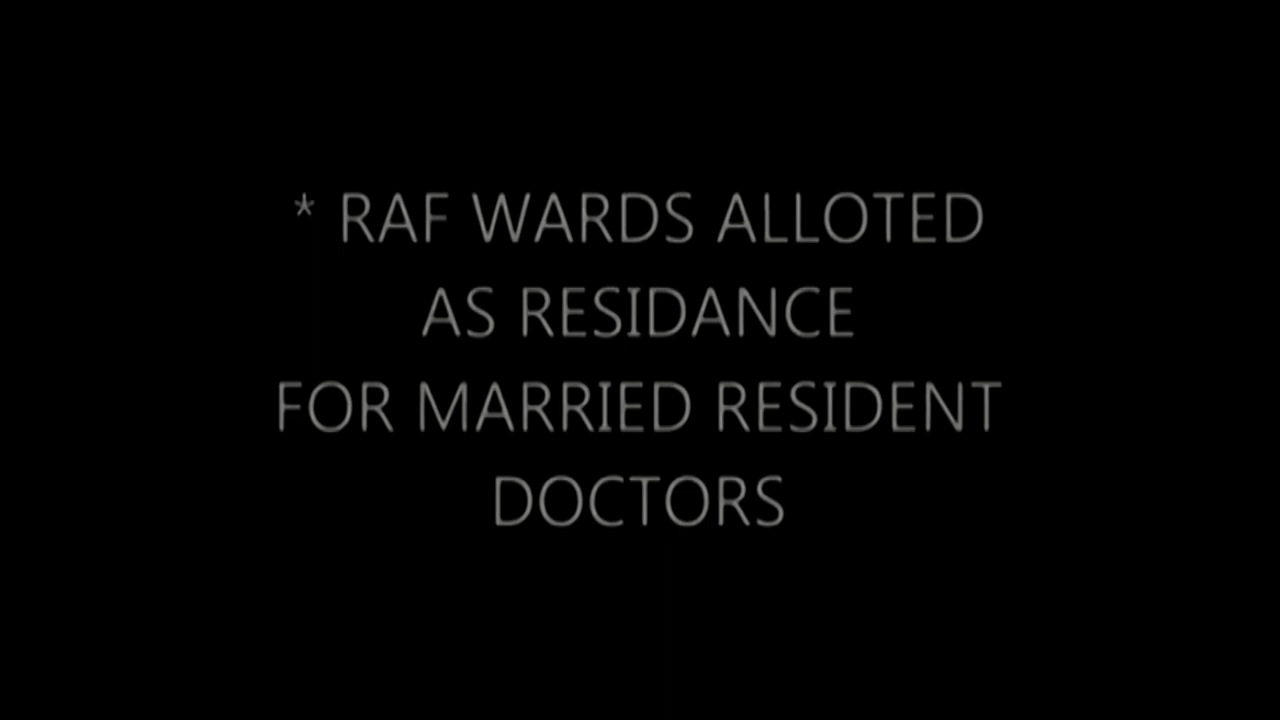 * RAF WARDS ALLOTED
AS RESIDANCE
FOR MARRIED RESIDENT
DOCTORS